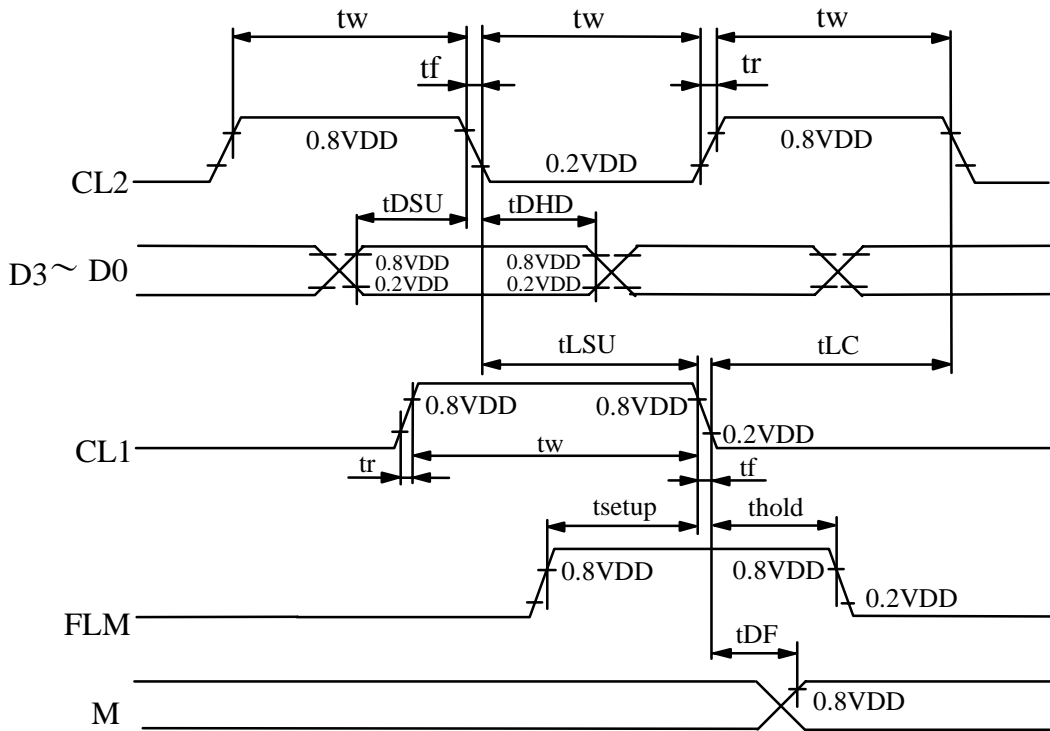 tw tw tw
tf tr
0.8VDD 0.2VDD 0.8VDD
CL2
tDSU tDHD
D3～D0
0.8VDD 0.8VDD
0.2VDD 0.2VDD
tLSU tLC
0.8VDD 0.8VDD
0.2VDD
CL1
tw
tr tf
tsetup thold
0.8VDD 0.8VDD
0.2VDD
FLM
tDF
0.8VDD
M